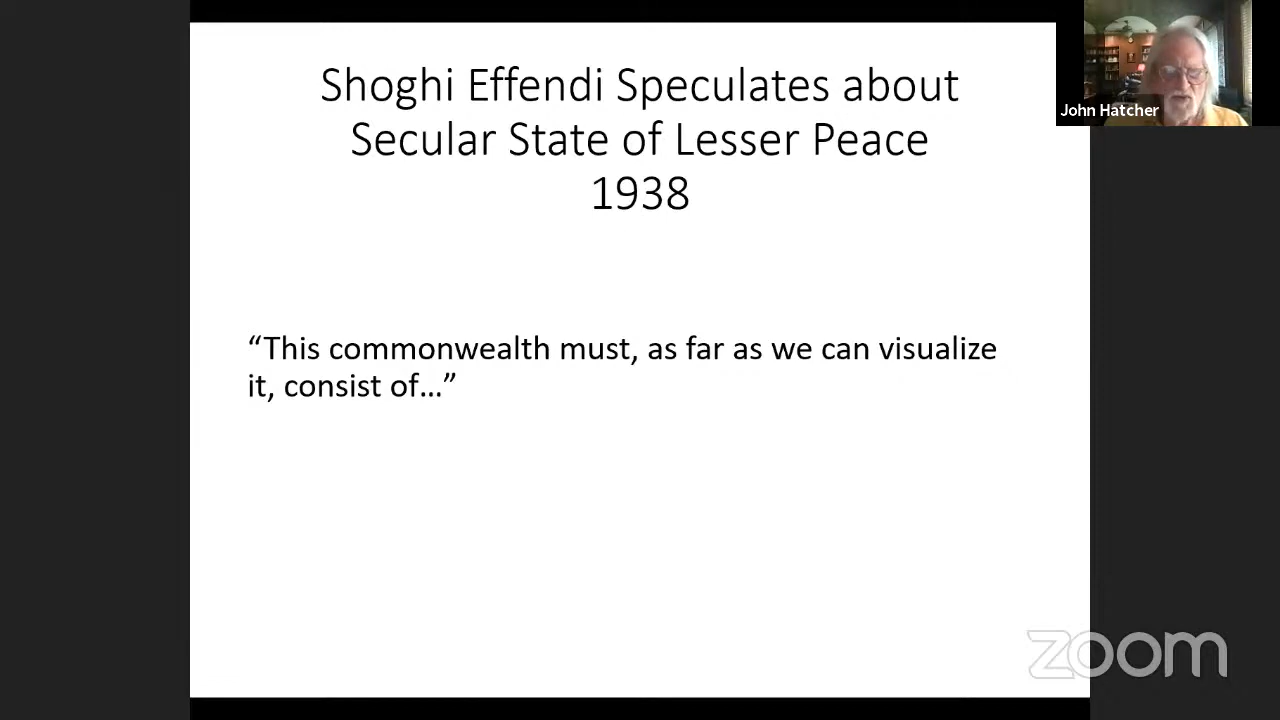 Shoghi Effendi Speculates about
Secular State of Lesser Peace
1938
John Hatcher
“This commonwealth must, as far as we can visualize
it, consist of…”
zoom